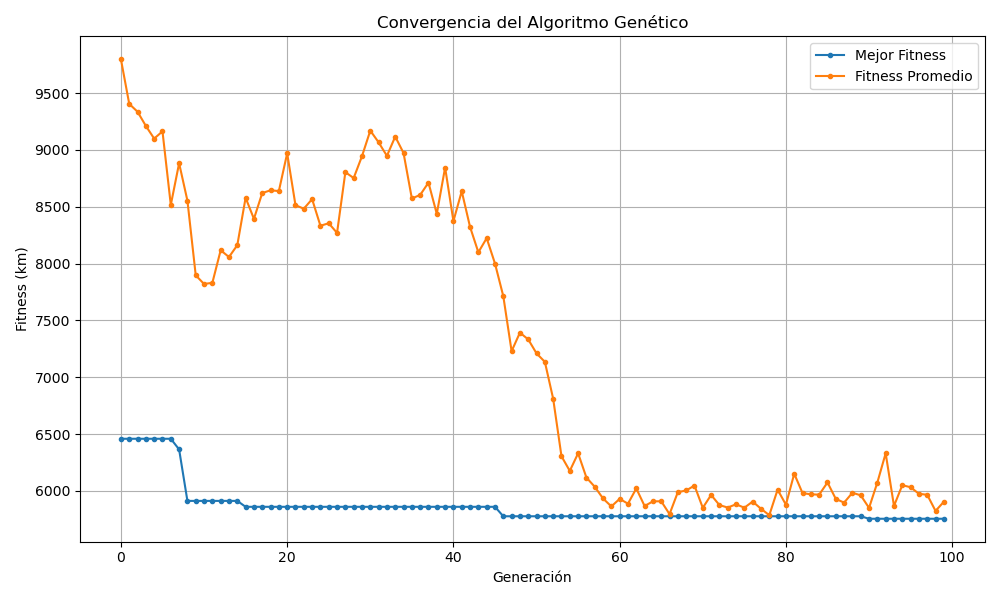 Convergencia del Algoritmo Genético
Mejor Fitness
Fitness Promedio
Fitness (km)
9500
9000
8500
8000
7500
7000
6500
6000
0 20 40 60 80 100
Generación